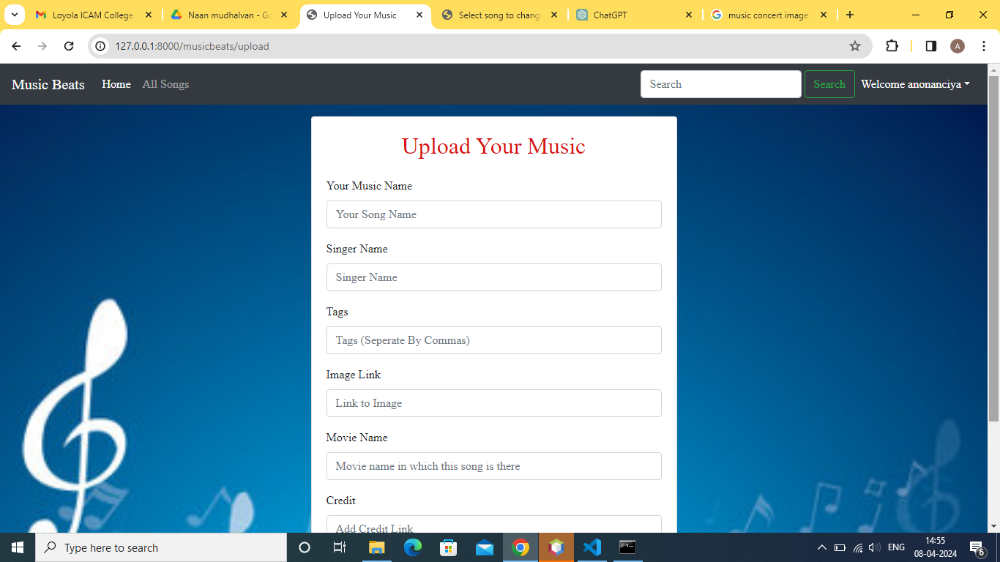 Loyola ICAM College
Naan mudhalvan - Go
Upload Your Music
Select song to chang
ChatGPT
music concert image
127.0.0.1:8000/musicbeats/upload
A
Music Beats
Home
All Songs
Search
Search
Welcome anonanciya
Upload Your Music
Your Music Name
Your Song Name
Singer Name
Singer Name
Tags
Tags (Seperate By Commas)
Image Link
Link to Image
Movie Name
Movie name in which this song is there
Credit
Add Credit Link
Type here to search
ENG
14:55
08-04-2024
6